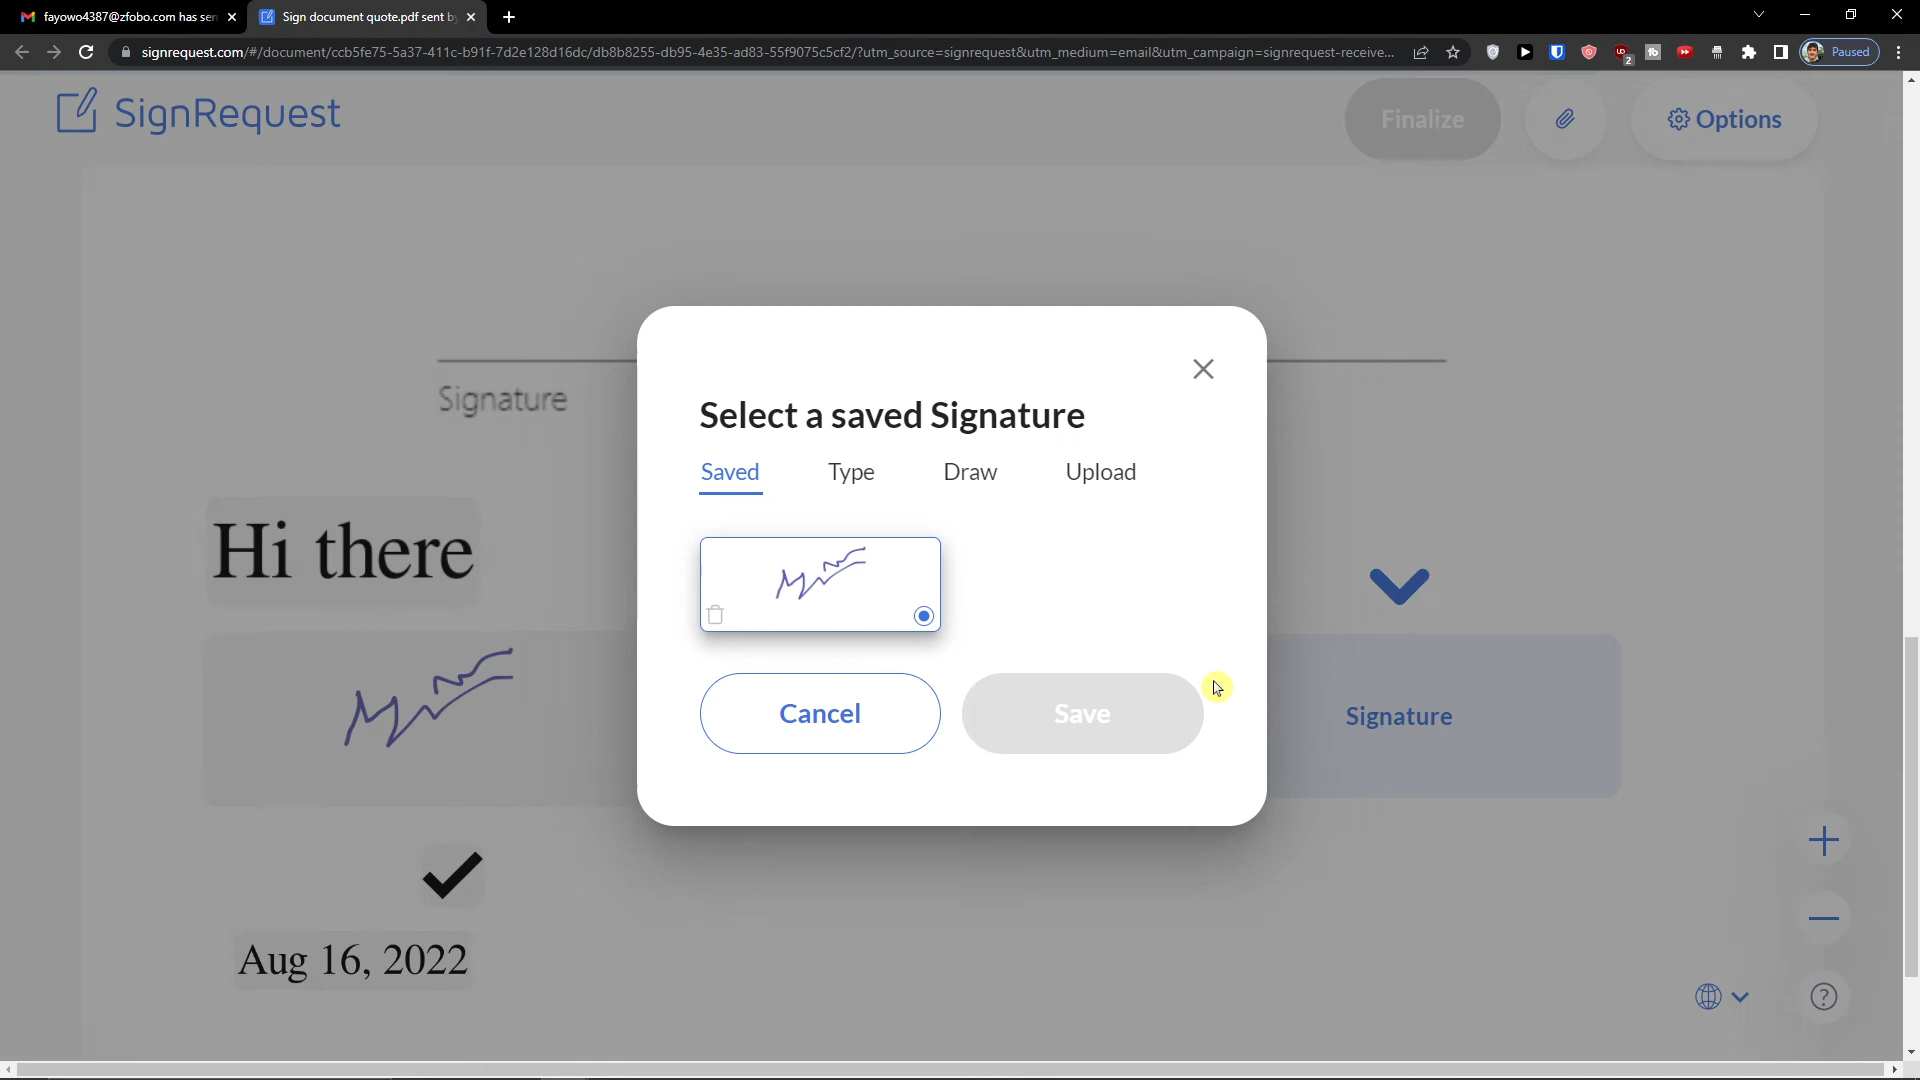 fayowo4387@zfobo.com has sen
Sign document quote.pdf sent by
signrequest.com/#/document/ccb5fe75-5a37-411c-b91f-7d2e128d16dc/db8b8255-db95-4e35-ad83-55f9075c5cf2/?utm_source=signrequest&utm_medium=email&utm_campaign=signrequest-receive...
2
Paused
SignRequest
Finalize
Options
Signature
Select a saved Signature
Saved Type Draw Upload
Hi there
Cancel
Save
Signature
Aug 16, 2022